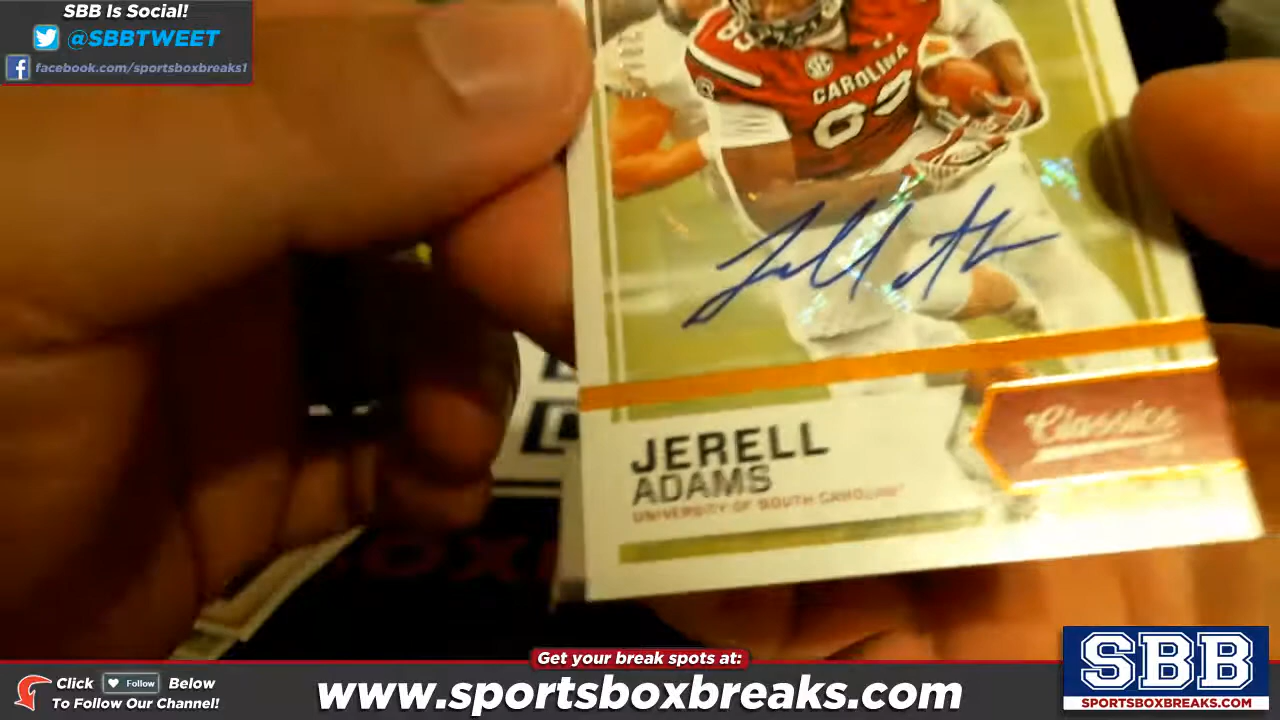 SBB Is Social!
@SBBTWEET
facebook.com/sportsboxbreaks1
83
SEC
CAROLINA
JERELL
ADAMS
UNIVERSITY OF SOUTH CAROLINA
Classics
Get your break spots at:
Click Follow Below
To Follow Our Channel!
www.sportsboxbreaks.com
SBB
SPORTSBOXBREAKS.COM